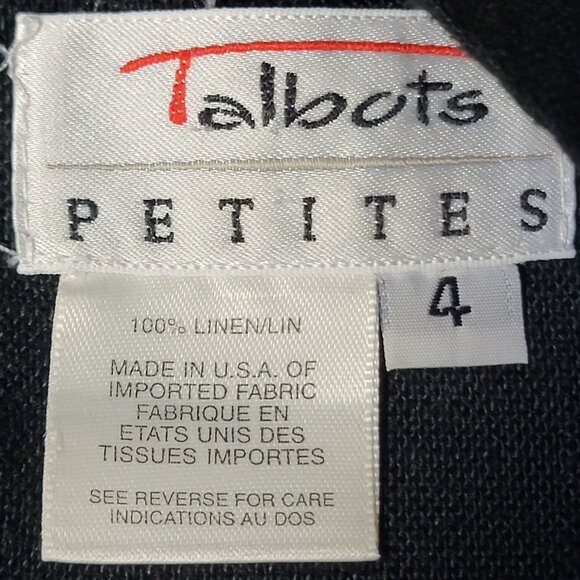 Talbots
PETITES
4
100% LINEN/LIN
MADE IN U.S.A. OF
IMPORTED FABRIC
FABRIQUE EN
ETATS UNIS DES
TISSUES IMPORTES
SEE REVERSE FOR CARE
INDICATIONS AU DOS